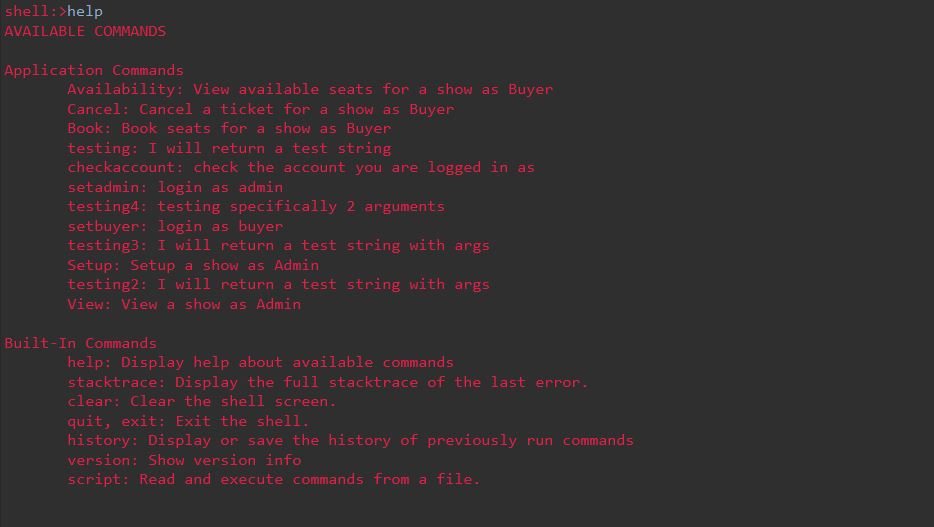 shell:>help
AVAILABLE COMMANDS
Application Commands
Availability: View available seats for a show as Buyer
Cancel: Cancel a ticket for a show as Buyer
Book: Book seats for a show as Buyer
testing: I will return a test string
checkaccount: check the account you are logged in as
setadmin: login as admin
testing4: testing specifically 2 arguments
setbuyer: login as buyer
testing3: I will return a test string with args
Setup: Setup a show as Admin
testing2: I will return a test string with args
View: View a show as Admin
Built-In Commands
help: Display help about available commands
stacktrace: Display the full stacktrace of the last error.
clear: Clear the shell screen.
quit, exit: Exit the shell.
history: Display or save the history of previously run commands
version: Show version info
script: Read and execute commands from a file.